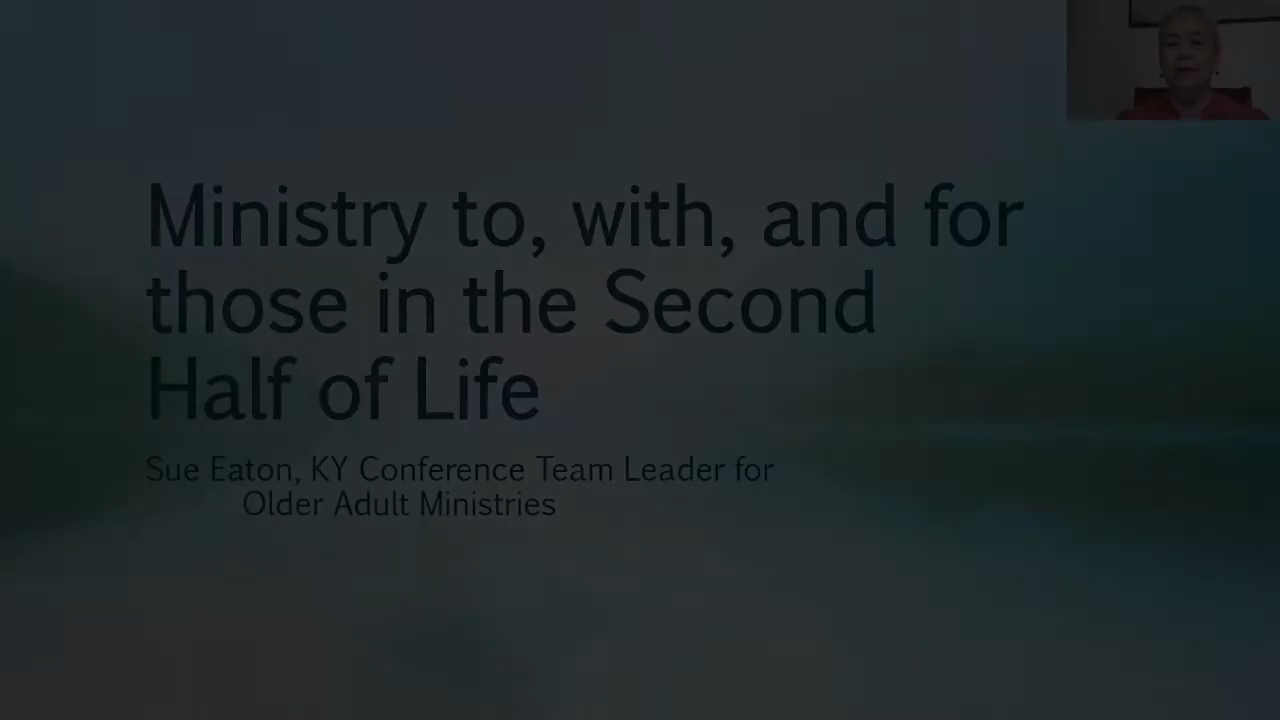 Ministry to, with, and for
those in the Second
Half of Life
Sue Eaton, KY Conference Team Leader for
Older Adult Ministries